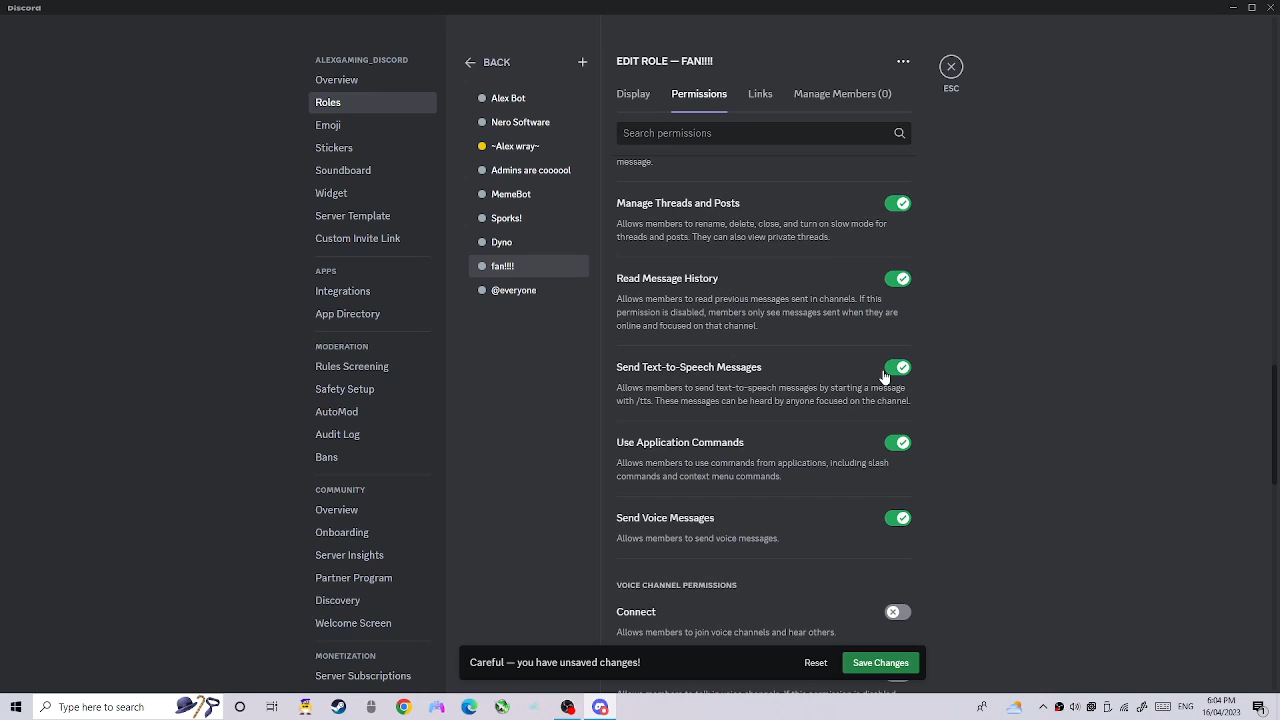 Discord
ALEXGAMING_DISCORD
Overview
Roles
Emoji
Stickers
Soundboard
Widget
Server Template
Custom Invite Link
APPS
Integrations
App Directory
MODERATION
Rules Screening
Safety Setup
AutoMod
Audit Log
Bans
COMMUNITY
Overview
Onboarding
Server Insights
Partner Program
Discovery
Welcome Screen
MONETIZATION
Server Subscriptions
BACK
Alex Bot
Nero Software
~Alex wray~
Admins are coooool
MemeBot
Sporks!
Dyno
fan!!!!
@everyone
EDIT ROLE — FAN!!!!
ESC
Display Permissions Links Manage Members (0)
Search permissions
message.
Manage Threads and Posts
Allows members to rename, delete, close, and turn on slow mode for
threads and posts. They can also view private threads.
Read Message History
Allows members to read previous messages sent in channels. If this
permission is disabled, members only see messages sent when they are
online and focused on that channel.
Send Text-to-Speech Messages
Allows members to send text-to-speech messages by starting a message
with /tts. These messages can be heard by anyone focused on the channel.
Use Application Commands
Allows members to use commands from applications, including slash
commands and context menu commands.
Send Voice Messages
Allows members to send voice messages.
VOICE CHANNEL PERMISSIONS
Connect
Allows members to join voice channels and hear others.
Careful — you have unsaved changes! Reset Save Changes
Type here to search
6:04 PM
16/04/2023